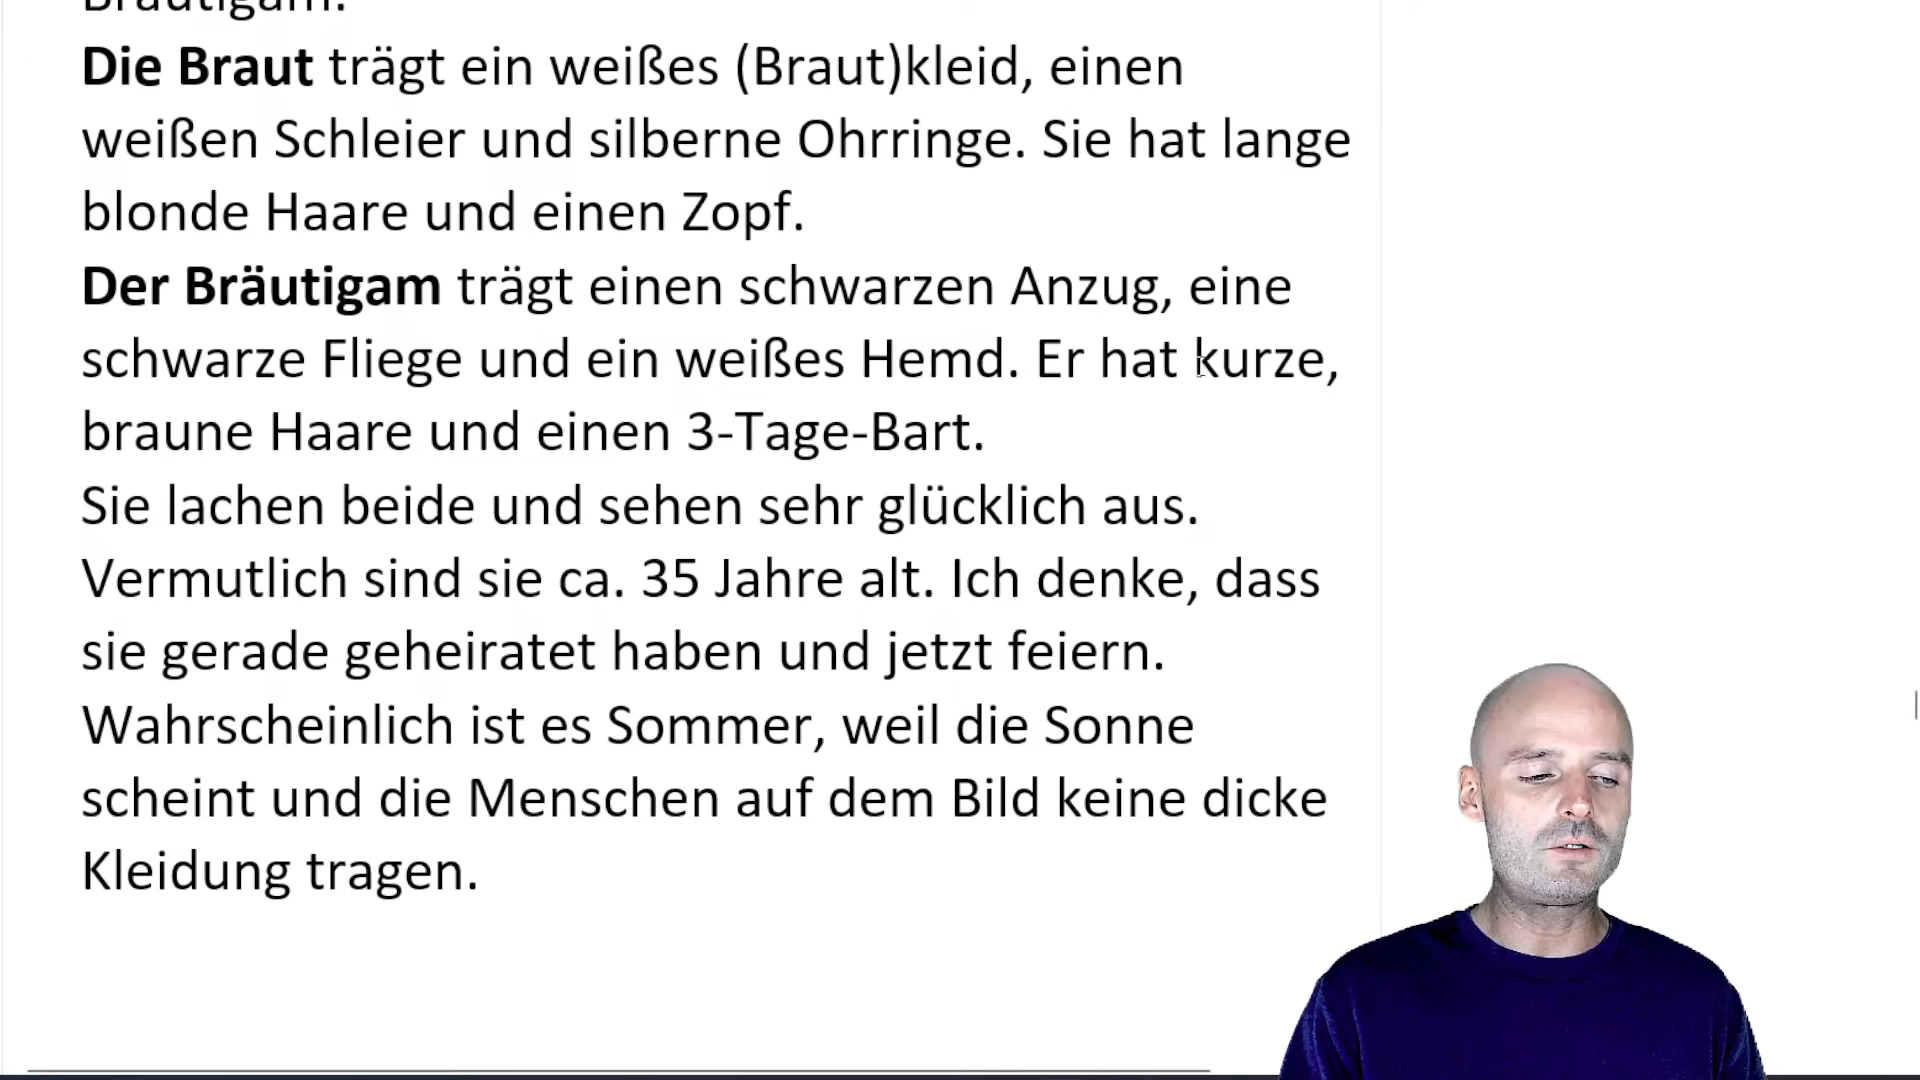 Bräutigam.
Die Braut trägt ein weißes (Braut)kleid, einen
weißen Schleier und silberne Ohrringe. Sie hat lange
blonde Haare und einen Zopf.
Der Bräutigam trägt einen schwarzen Anzug, eine
schwarze Fliege und ein weißes Hemd. Er hat kurze,
braune Haare und einen 3-Tage-Bart.
Sie lachen beide und sehen sehr glücklich aus.
Vermutlich sind sie ca. 35 Jahre alt. Ich denke, dass
sie gerade geheiratet haben und jetzt feiern.
Wahrscheinlich ist es Sommer, weil die Sonne
scheint und die Menschen auf dem Bild keine dicke
Kleidung tragen.